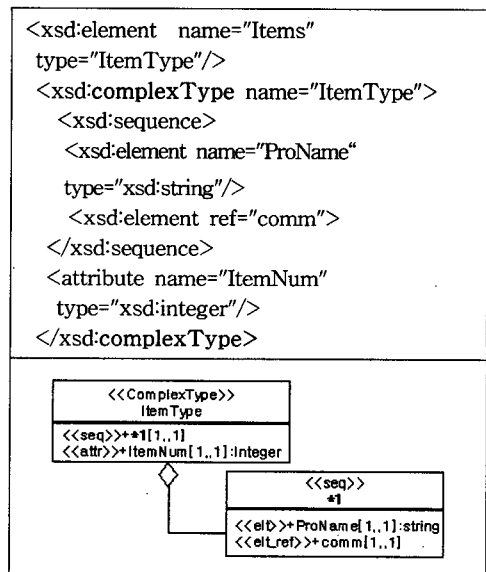 <xsd:element name="Items"
type="ItemType"/>
<xsd:complexType name="ItemType">
<xsd:sequence>
<xsd:element name="ProName“
type="xsd:string"/>
<xsd:element ref="comm">
</xsd:sequence>
<attribute name="ItemNum"
type="xsd:integer"/>
</xsd:complexType>
<<ComplexType>>
ItemType
<<seq>>+*1[1,,1]
<<attr>>+ItemNum[1,,1]:Integer
<<seq>>
*1
<<elt>>+ProName[1,,1]:string
<<elt_ref>>+comm[1,,1]